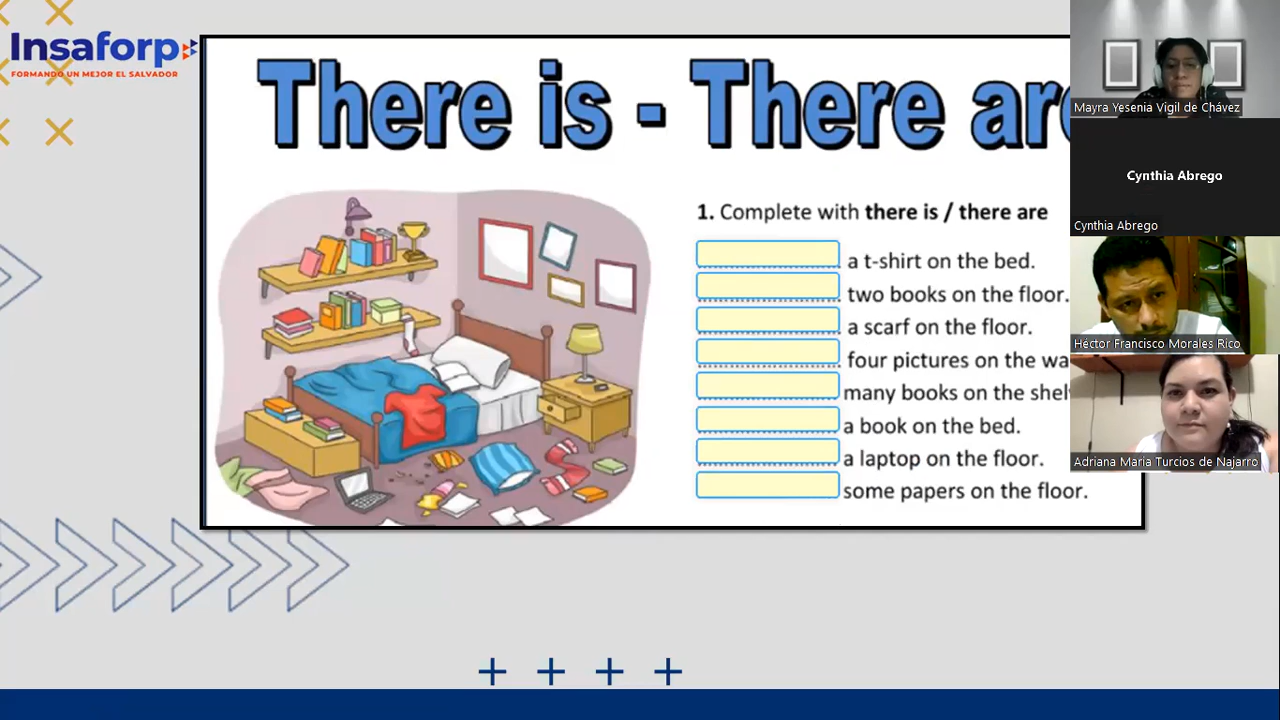 Insaforp
FORMANDO UN MEJOR EL SALVADOR
There is - There are
1. Complete with there is / there are
a t-shirt on the bed.
two books on the floor.
a scarf on the floor.
four pictures on the wa
many books on the shel
a book on the bed.
a laptop on the floor.
some papers on the floor.
Mayra Yesenia Vigil de Chávez
Cynthia Abrego
Cynthia Abrego
Héctor Francisco Morales Rico
Adriana Maria Turcios de Najarro